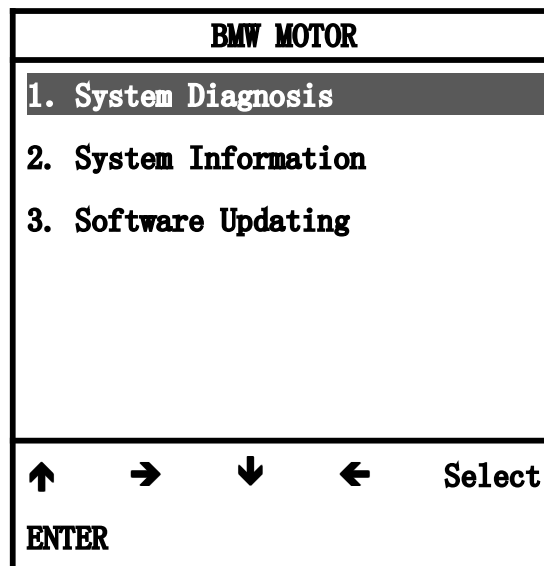 BMW MOTOR
1. System Diagnosis
2. System Information
3. Software Updating
↑ → ↓ ← Select
ENTER